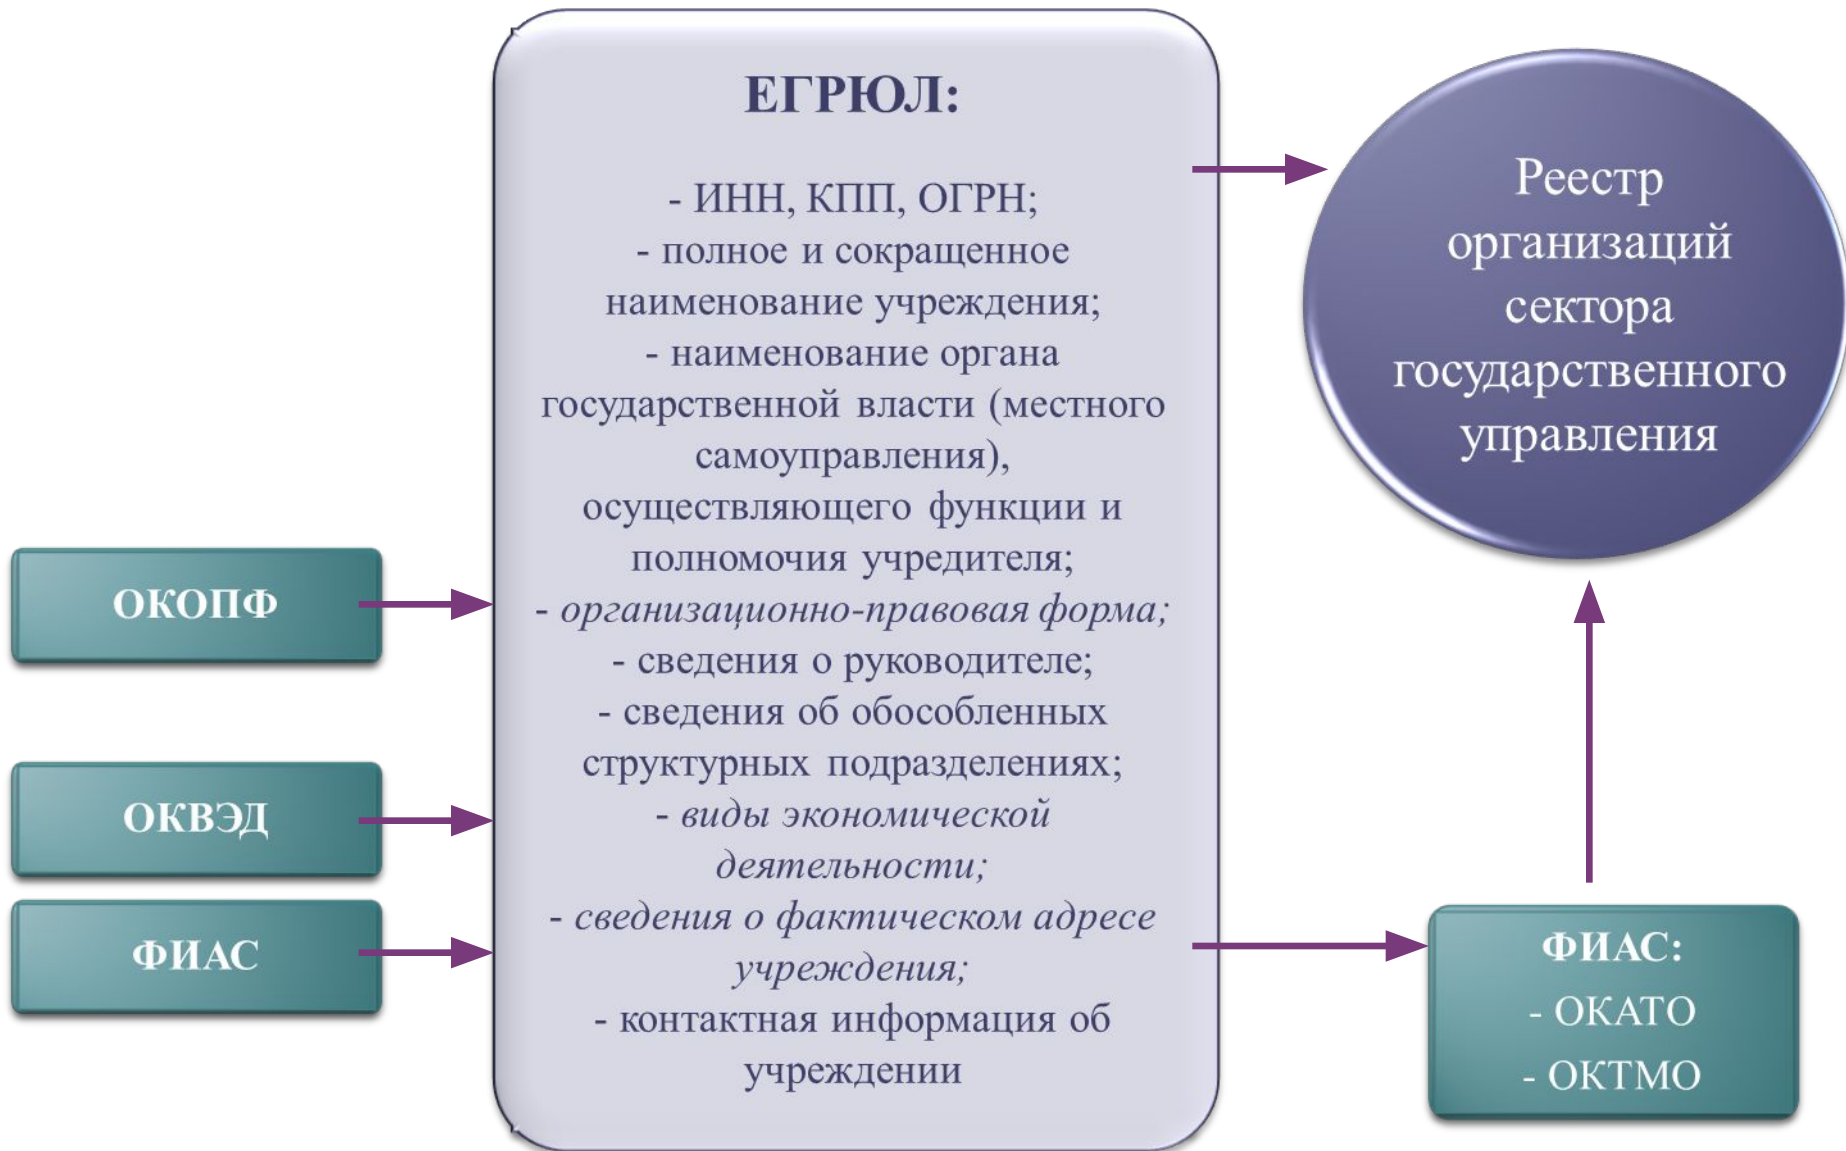 ЕГРЮЛ:
- ИНН, КПП, ОГРН;
- полное и сокращенное
наименование учреждения;
- наименование органа
государственной власти (местного
самоуправления),
осуществляющего функции и
полномочия учредителя;
- организационно-правовая форма;
- сведения о руководителе;
- сведения об обособленных
структурных подразделениях;
- виды экономической
деятельности;
- сведения о фактическом адресе
учреждения;
- контактная информация об
учреждении
ОКОПФ
ОКВЭД
ФИАС
Реестр
организаций
сектора
государственного
управления
ФИАС:
- ОКАТО
- ОКТМО